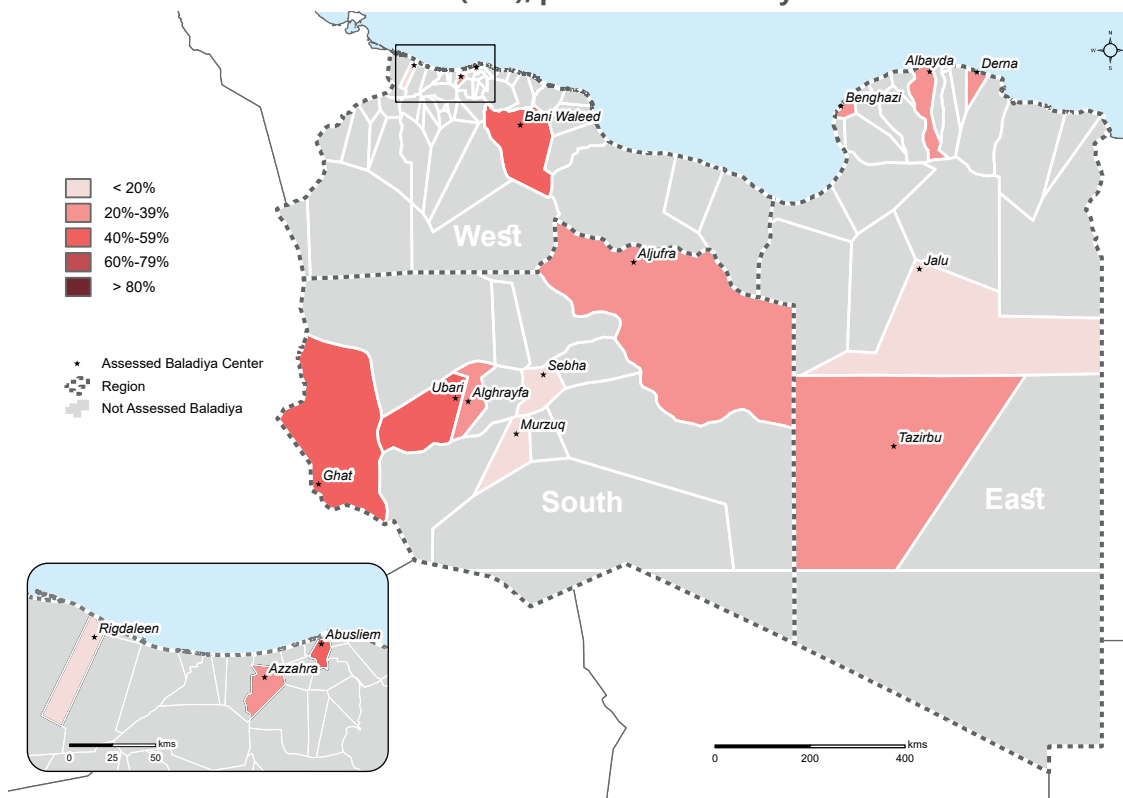 N
W
S
Albayda
Derna
Benghazi
Bani Waleed
< 20%
20%-39%
40%-59%
60%-79%
> 80%
West
Aljufra
Jalu
Assessed Baladiya Center
Region
Not Assessed Baladiya
Sebha
Ubari
Alghrayfa
Murzuq
Tazirbu
Ghat
South
East
Rigdaleen
Abusliem
Azzahra
kms
0 25 50
kms
0 200 400